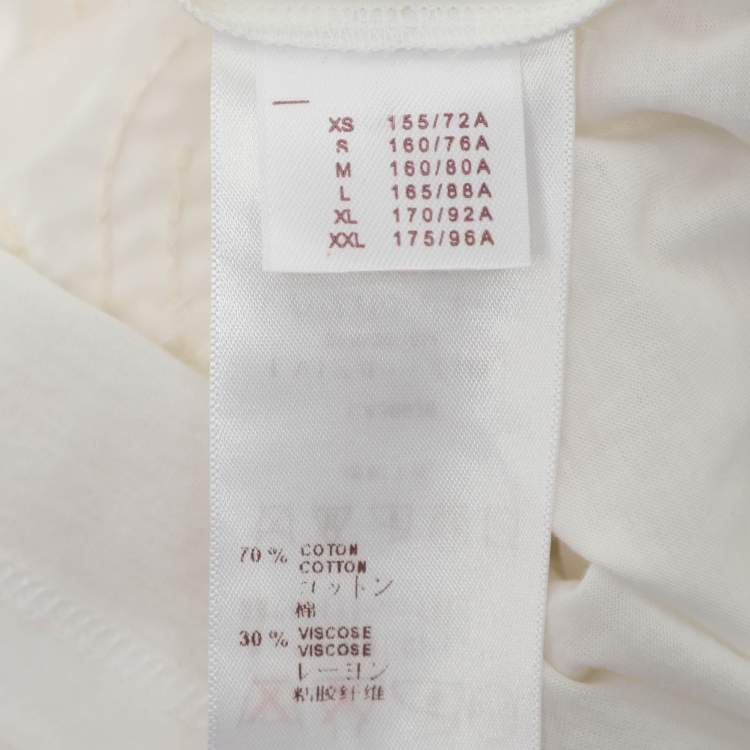 XS 155/72A
S 160/76A
M 160/80A
L 165/88A
XL 170/92A
XXL 175/96A
70 % COTON
COTTON
コットン
棉
30 % VISCOSE
VISCOSE
レーヨン
粘胶纤维